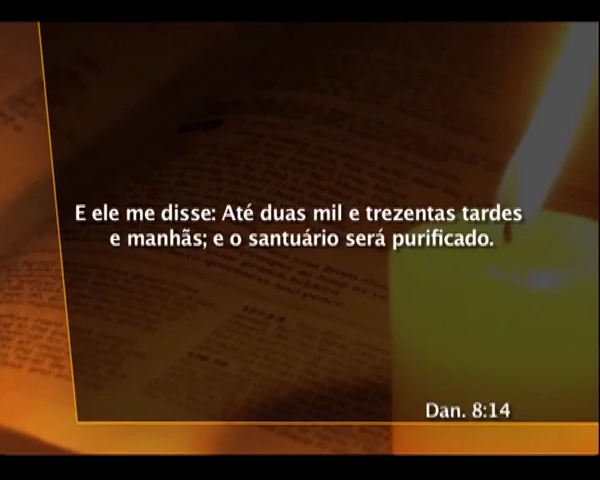 E ele me disse: Até duas mil e trezentas tardes
e manhãs; e o santuário será purificado.
Dan. 8:14